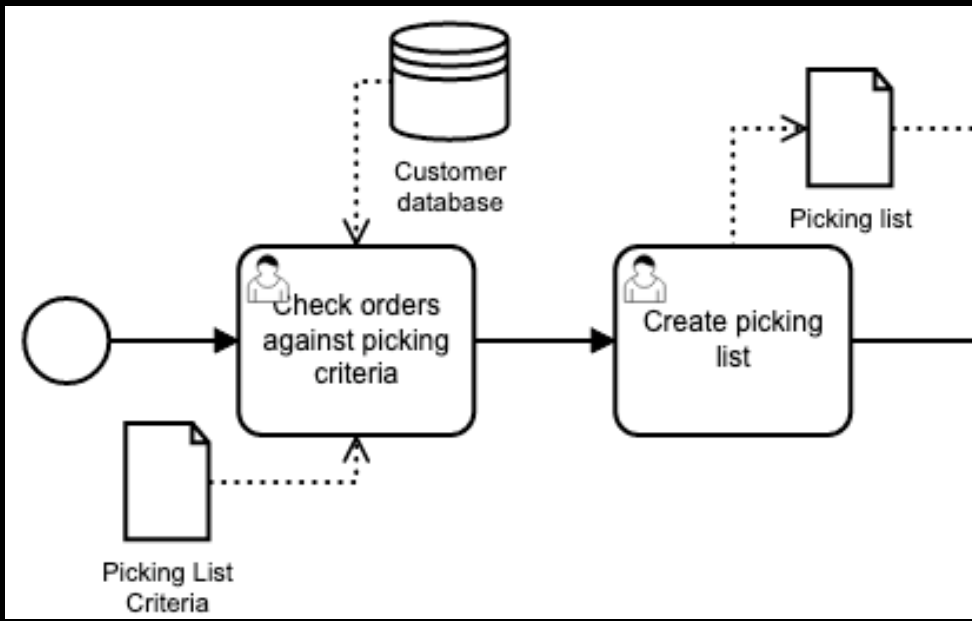 Customer
database
Picking list
Check orders
against picking
criteria
Create picking
list
Picking List
Criteria